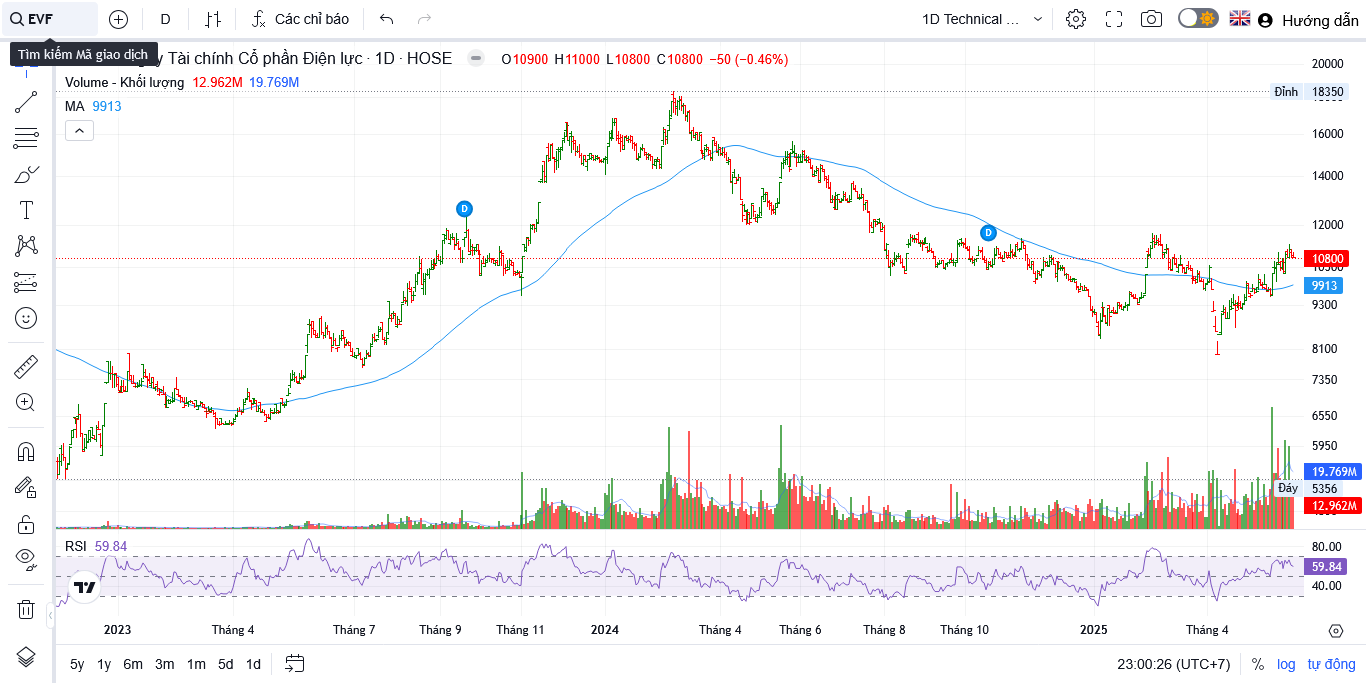 EVF
D
Các chỉ báo
1D Technical ...
Hướng dẫn
Tìm kiếm Mã giao dịch
y Tài chính Cổ phần Điện lực · 1D · HOSE
O10900 H11000 L10800 C10800 −50 (−0.46%)
Volume - Khối lượng 12.962M 19.769M
MA 9913
20000
Đỉnh 18350
16000
14000
12000
10800
10500
9913
9300
8100
7350
6550
5950
19.769M
Đáy 5356
12.962M
D
D
RSI 59.84
80.00
59.84
40.00
2023 Tháng 4 Tháng 7 Tháng 9 Tháng 11 2024 Tháng 4 Tháng 6 Tháng 8 Tháng 10 2025 Tháng 4
5y 1y 6m 3m 1m 5d 1d
23:00:26 (UTC+7) % log tự động